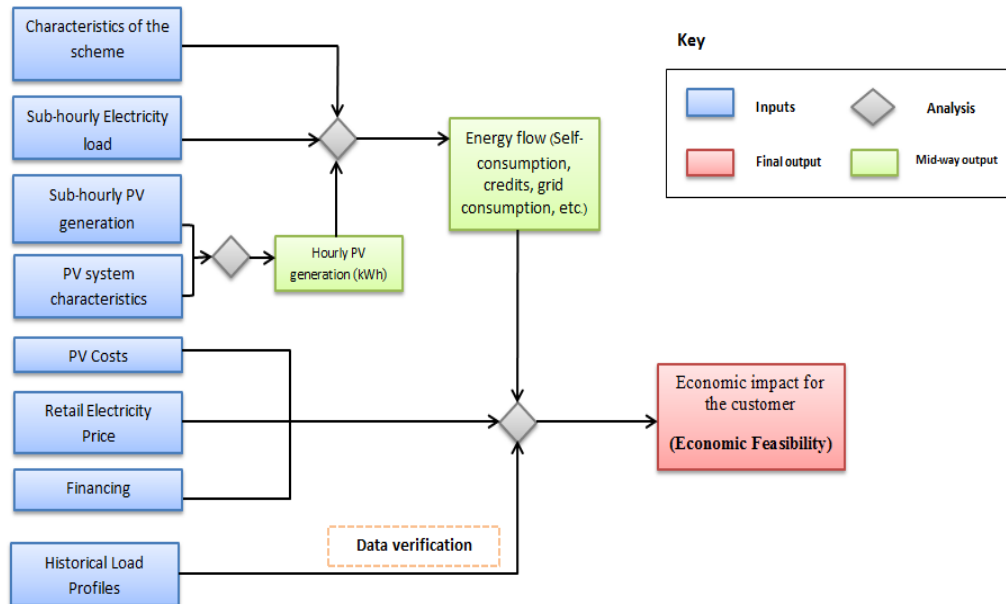 Characteristics of the
scheme
Sub-hourly Electricity
load
Sub-hourly PV
generation
PV system
characteristics
Hourly PV
generation (kWh)
Energy flow (Self-
consumption,
credits, grid
consumption, etc.)
Key
Inputs
Analysis
Final output
Mid-way output
PV Costs
Retail Electricity
Price
Financing
Historical Load
Profiles
Data verification
Economic impact for
the customer
(Economic Feasibility)